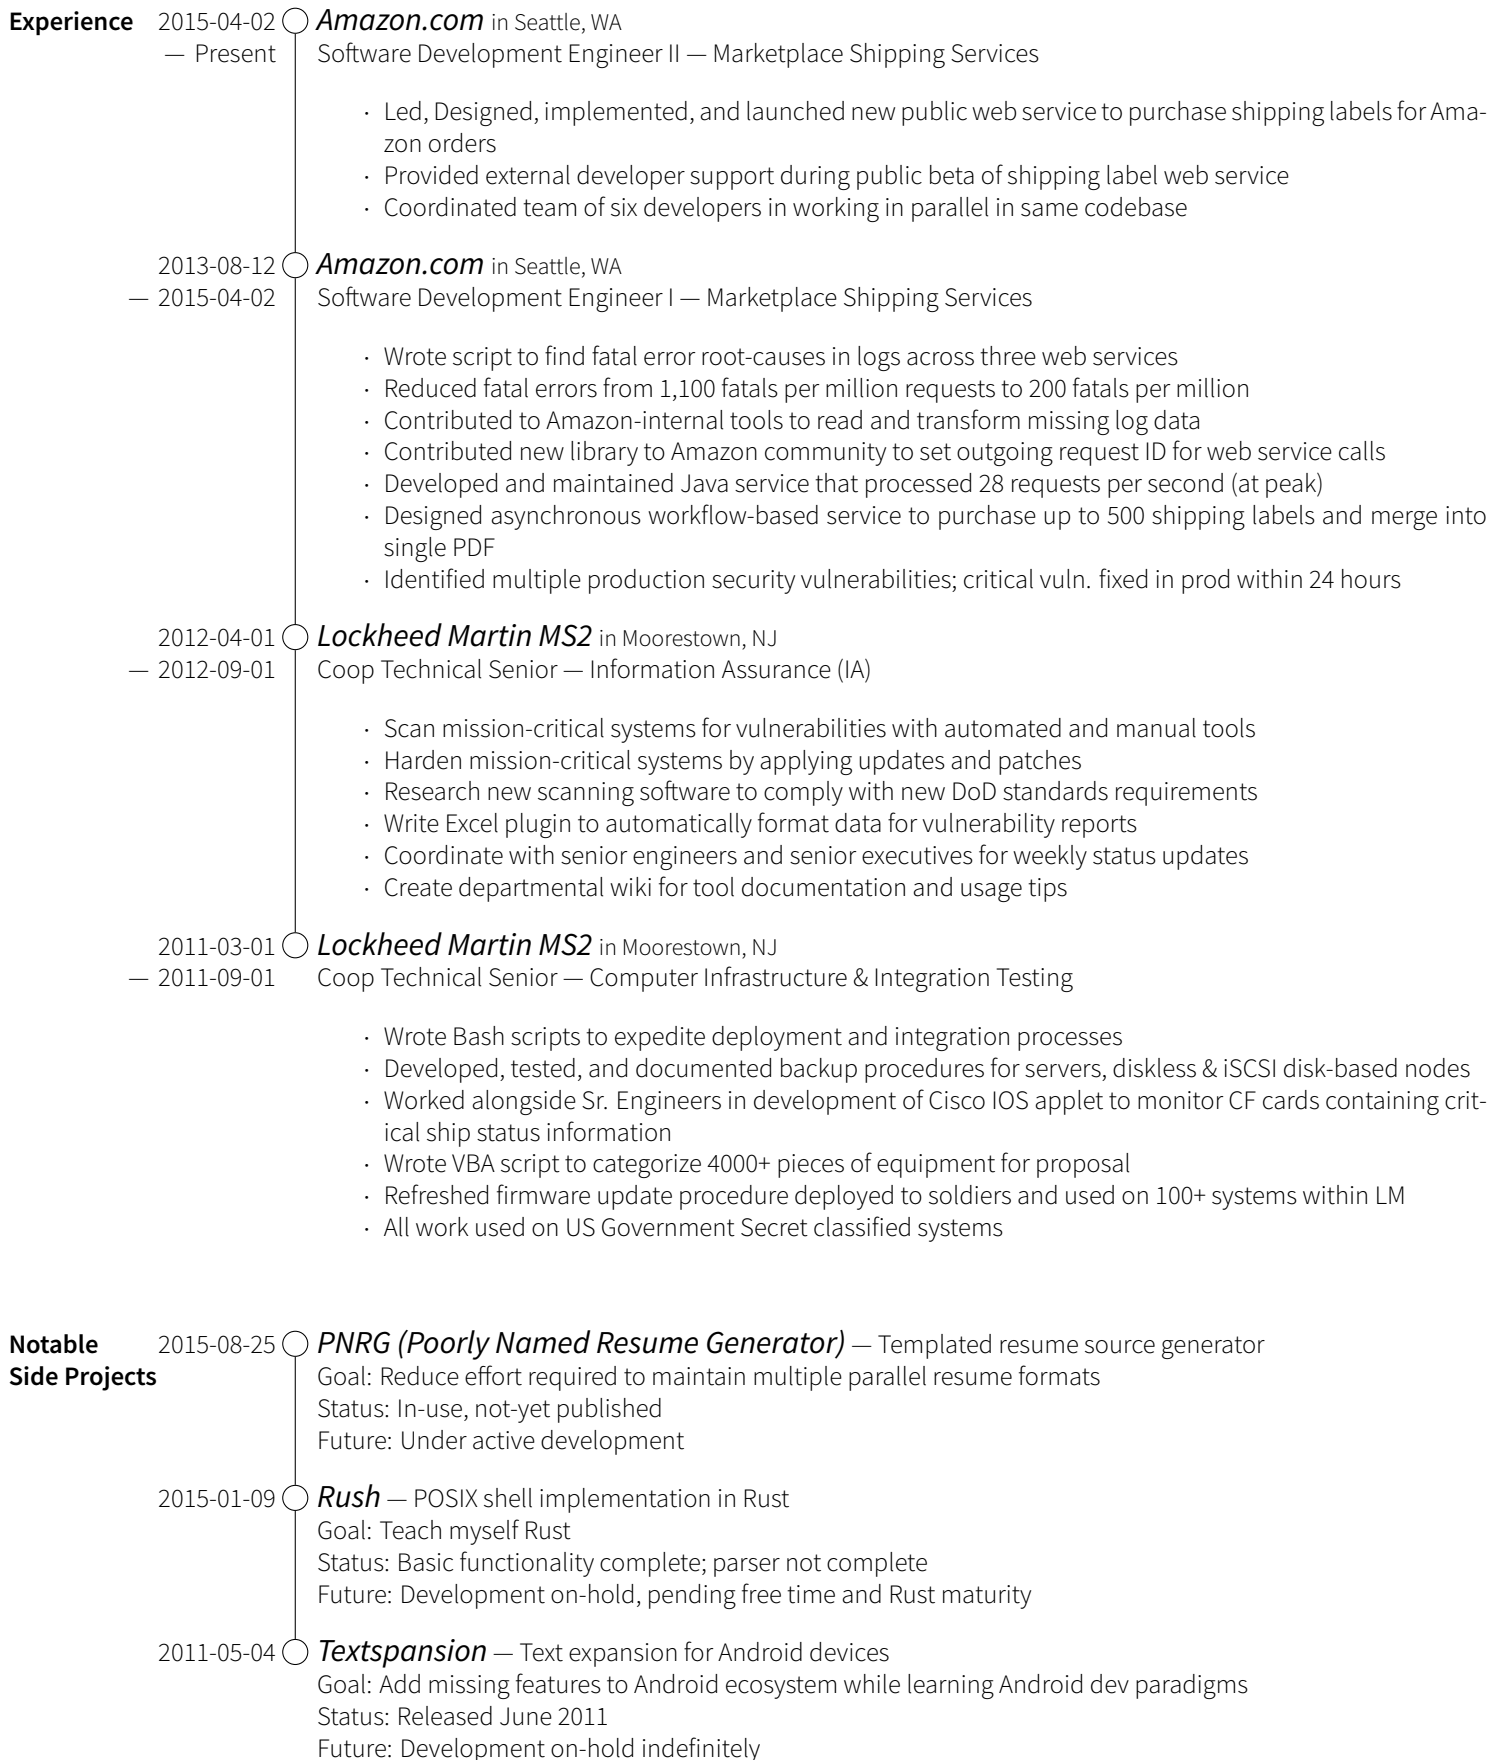 Experience 2015-04-02 Amazon.com in Seattle, WA
— Present Software Development Engineer II — Marketplace Shipping Services
· Led, Designed, implemented, and launched new public web service to purchase shipping labels for Ama-
zon orders
· Provided external developer support during public beta of shipping label web service
· Coordinated team of six developers in working in parallel in same codebase
2013-08-12 Amazon.com in Seattle, WA
— 2015-04-02 Software Development Engineer I — Marketplace Shipping Services
· Wrote script to find fatal error root-causes in logs across three web services
· Reduced fatal errors from 1,100 fatals per million requests to 200 fatals per million
· Contributed to Amazon-internal tools to read and transform missing log data
· Contributed new library to Amazon community to set outgoing request ID for web service calls
· Developed and maintained Java service that processed 28 requests per second (at peak)
· Designed asynchronous workflow-based service to purchase up to 500 shipping labels and merge into
single PDF
· Identified multiple production security vulnerabilities; critical vuln. fixed in prod within 24 hours
2012-04-01 Lockheed Martin MS2 in Moorestown, NJ
— 2012-09-01 Coop Technical Senior — Information Assurance (IA)
· Scan mission-critical systems for vulnerabilities with automated and manual tools
· Harden mission-critical systems by applying updates and patches
· Research new scanning software to comply with new DoD standards requirements
· Write Excel plugin to automatically format data for vulnerability reports
· Coordinate with senior engineers and senior executives for weekly status updates
· Create departmental wiki for tool documentation and usage tips
2011-03-01 Lockheed Martin MS2 in Moorestown, NJ
— 2011-09-01 Coop Technical Senior — Computer Infrastructure & Integration Testing
· Wrote Bash scripts to expedite deployment and integration processes
· Developed, tested, and documented backup procedures for servers, diskless & iSCSI disk-based nodes
· Worked alongside Sr. Engineers in development of Cisco IOS applet to monitor CF cards containing crit-
ical ship status information
· Wrote VBA script to categorize 4000+ pieces of equipment for proposal
· Refreshed firmware update procedure deployed to soldiers and used on 100+ systems within LM
· All work used on US Government Secret classified systems
Notable 2015-08-25 PNRG (Poorly Named Resume Generator) — Templated resume source generator
Side Projects Goal: Reduce effort required to maintain multiple parallel resume formats
Status: In-use, not-yet published
Future: Under active development
2015-01-09 Rush — POSIX shell implementation in Rust
Goal: Teach myself Rust
Status: Basic functionality complete; parser not complete
Future: Development on-hold, pending free time and Rust maturity
2011-05-04 Textspansion — Text expansion for Android devices
Goal: Add missing features to Android ecosystem while learning Android dev paradigms
Status: Released June 2011
Future: Development on-hold indefinitely